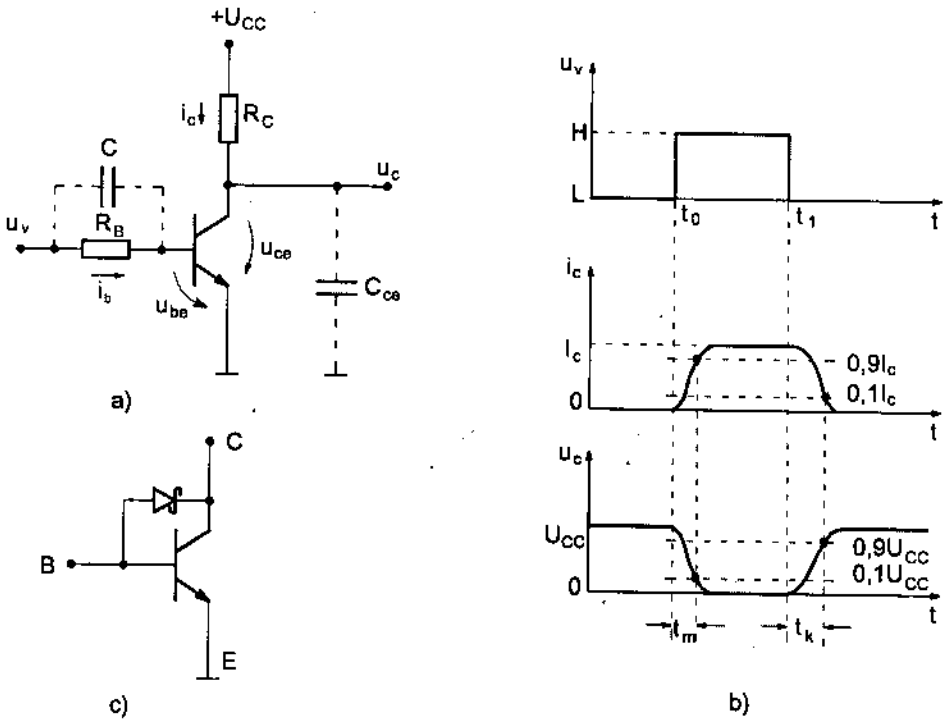 +U_CC
i_c
R_C
C
u_c
u_v
R_B
i_b
u_be
u_ce
C_ce
a)
C
B
E
c)
u_v
H
L
t_0
t_1
t
i_c
I_c
0,9I_c
0,1I_c
0
t
u_c
U_CC
0,9U_CC
0,1U_CC
0
t
t_m
t_k
b)